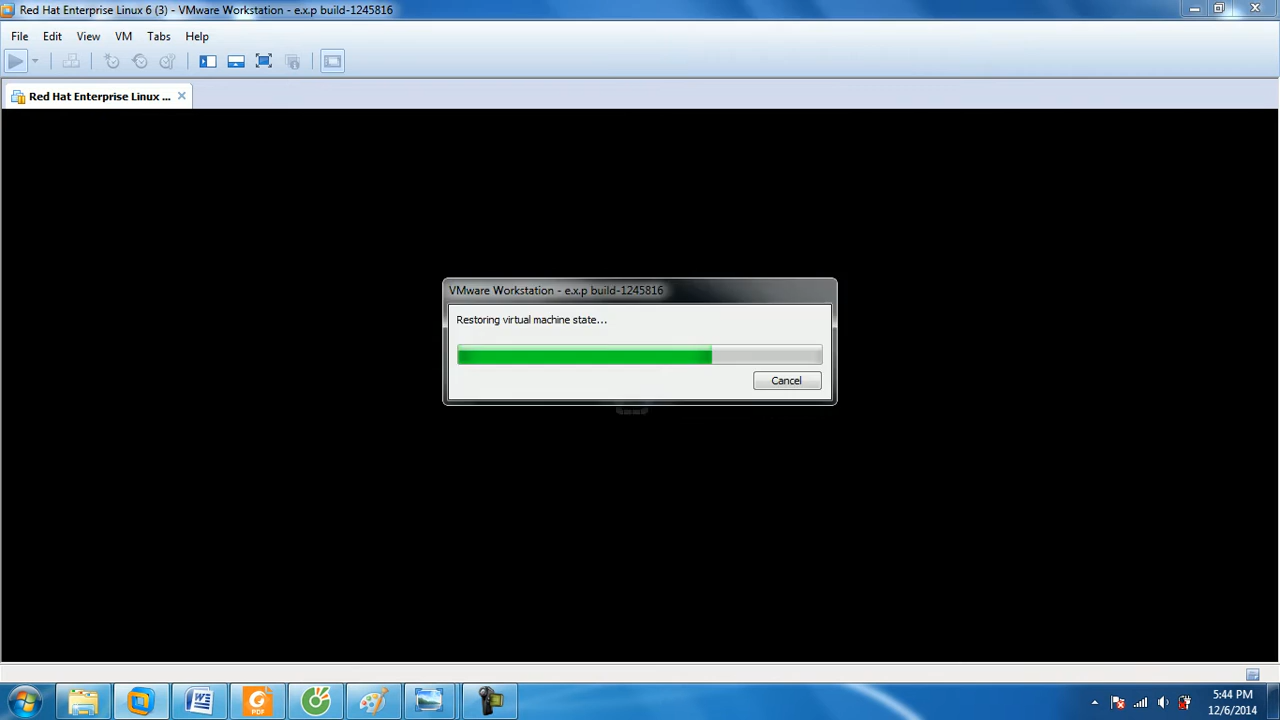 Red Hat Enterprise Linux 6 (3) - VMware Workstation - e.x.p build-1245816
File Edit View VM Tabs Help
Red Hat Enterprise Linux ...
VMware Workstation - e.x.p build-1245816
Restoring virtual machine state...
Cancel
PDF
5:44 PM
12/6/2014